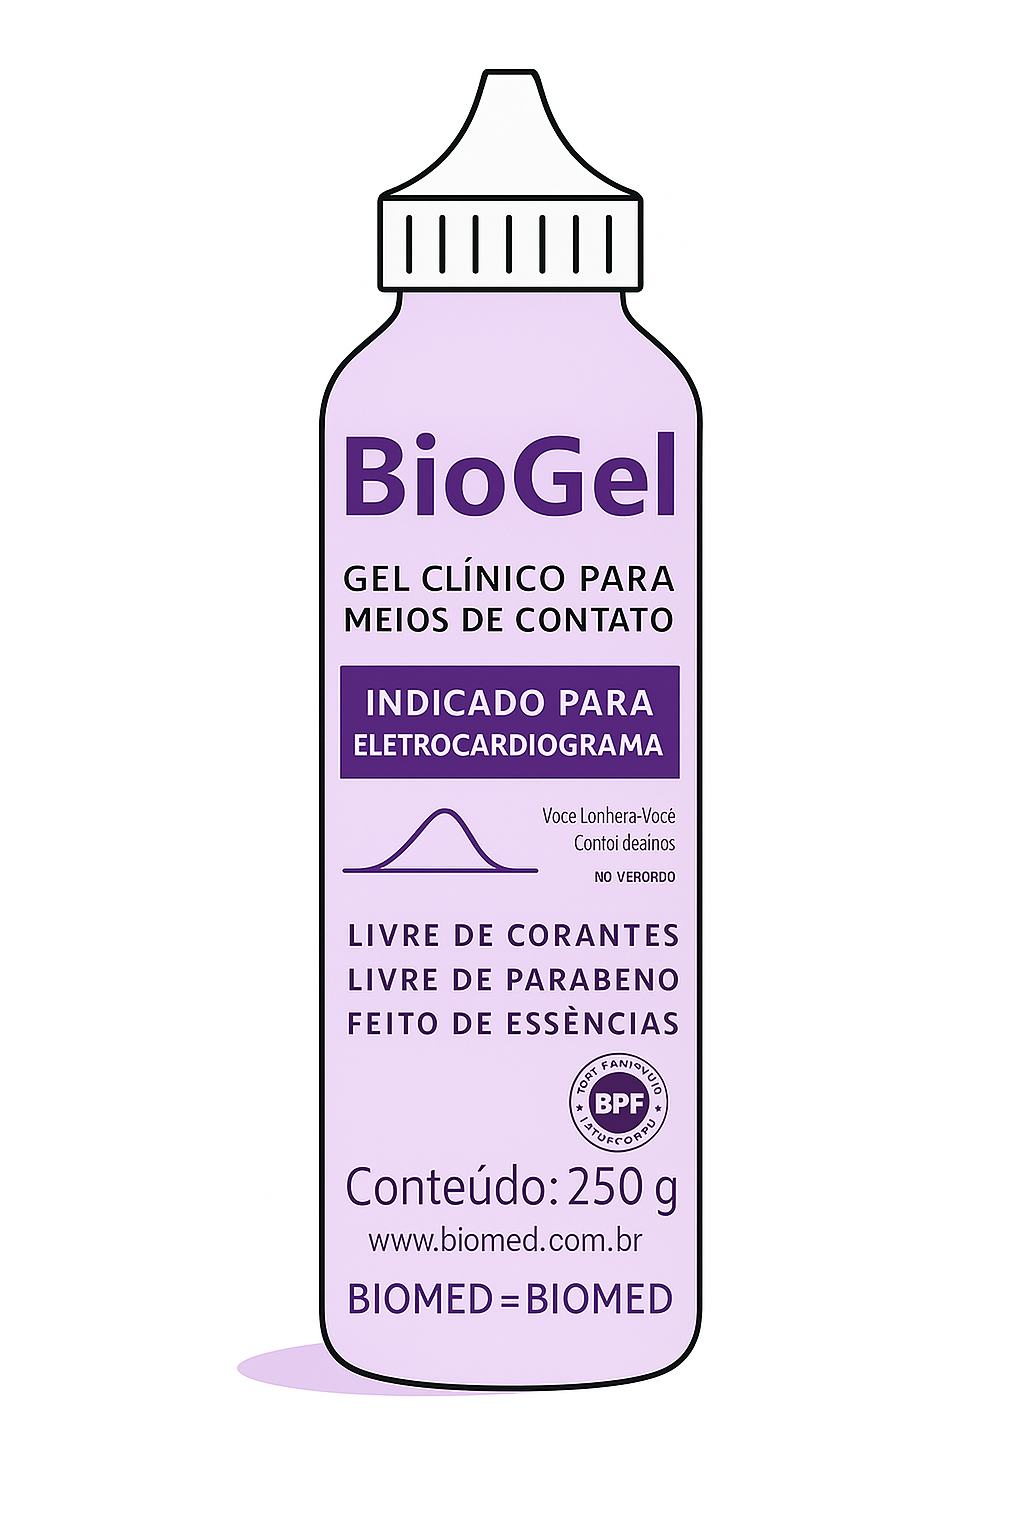 BioGel
GEL CLÍNICO PARA
MEIOS DE CONTATO
INDICADO PARA
ELETROCARDIOGRAMA
Voce Lonhera-Vocé
Contoi deaínos
NO VERORDO
LIVRE DE CORANTES
LIVRE DE PARABENO
FEITO DE ESSÈNCIAS
BPF
Conteúdo: 250 g
www.biomed.com.br
BIOMED=BIOMED